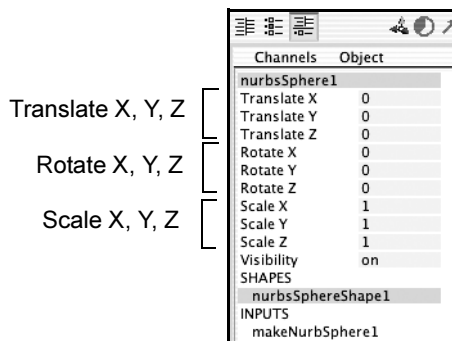 Channels Object
nurbsSphere1
Translate X 0
Translate Y 0
Translate Z 0
Rotate X 0
Rotate Y 0
Rotate Z 0
Scale X 1
Scale Y 1
Scale Z 1
Visibility on
SHAPES
nurbsSphereShape1
INPUTS
makeNurbSphere1
Translate X, Y, Z
Rotate X, Y, Z
Scale X, Y, Z